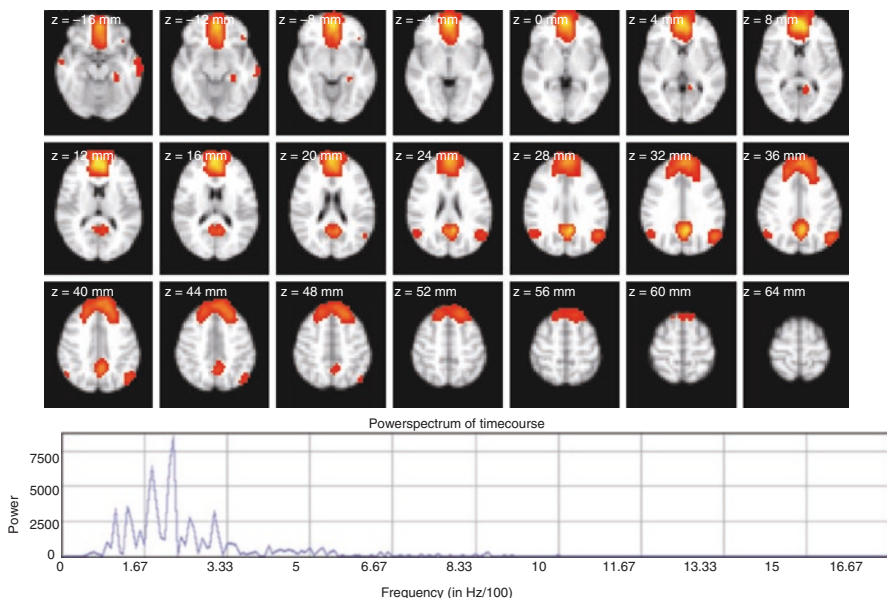 z = −16 mm z = −12 mm z = −8 mm z = −4 mm z = 0 mm z = 4 mm z = 8 mm
z = 12 mm z = 16 mm z = 20 mm z = 24 mm z = 28 mm z = 32 mm z = 36 mm
z = 40 mm z = 44 mm z = 48 mm z = 52 mm z = 56 mm z = 60 mm z = 64 mm
Powerspectrum of timecourse
Power
7500
5000
2500
0
0 1.67 3.33 5 6.67 8.33 10 11.67 13.33 15 16.67
Frequency (in Hz/100)